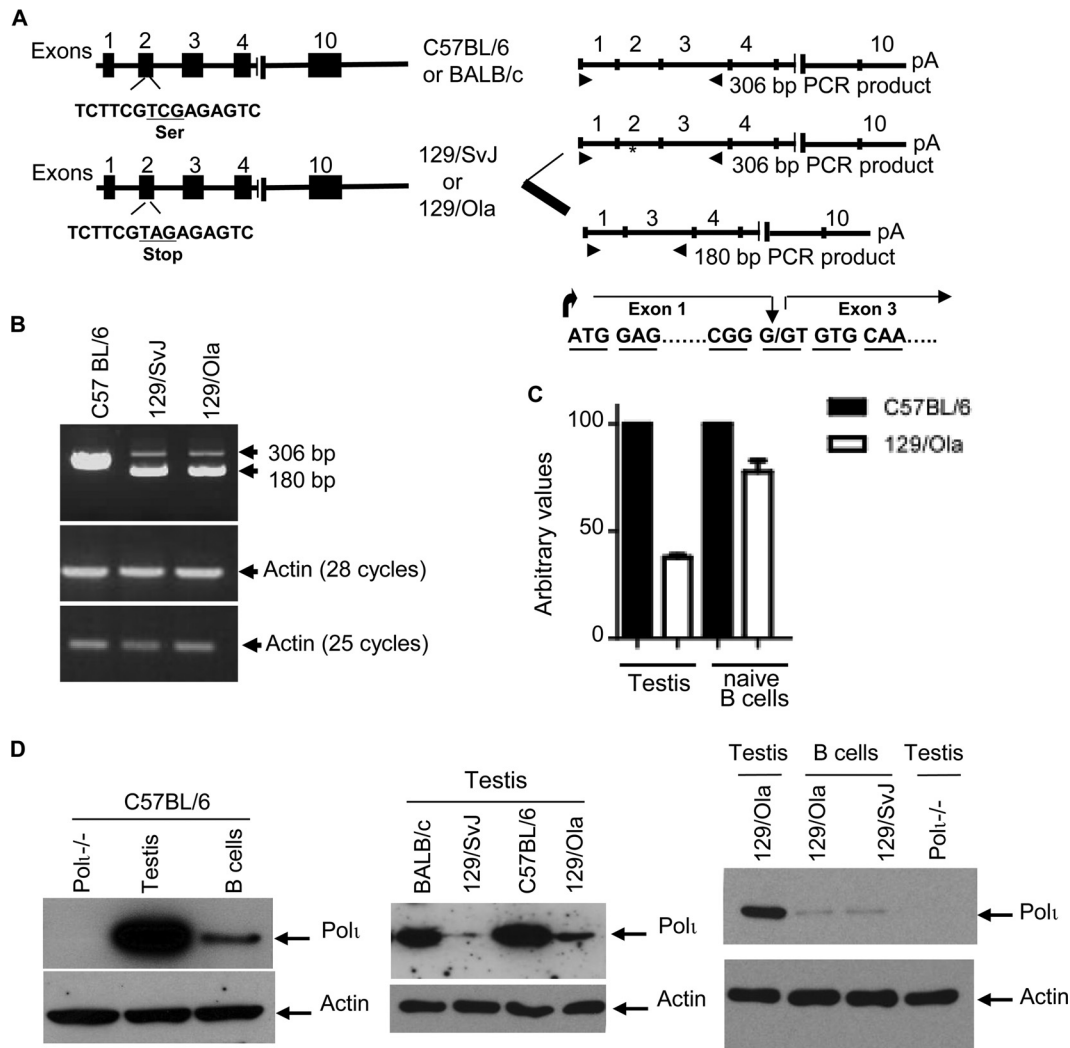 A
Exons 1 2 3 4 10
C57BL/6
or BALB/c
TCTTCGTCGAGAGTC
Ser
Exons 1 2 3 4 10
129/SvJ
or
129/Ola
TCTTCGTAGAGAGTC
Stop
1 2 3 4 10
pA
306 bp PCR product
1 2 3 4 10
*
pA
306 bp PCR product
1 3 4 10
pA
180 bp PCR product
Exon 1 Exon 3
ATG GAG.......CGG G/GT GTG CAA.....
B
C57 BL/6 129/SvJ 129/Ola
306 bp
180 bp
Actin (28 cycles)
Actin (25 cycles)
C
C57BL/6
129/Ola
Arbitrary values
100
50
0
Testis
naive
B cells
D
C57BL/6
Polι-/- Testis B cells
Polι
Actin
Testis
BALB/c 129/SvJ C57BL/6 129/Ola
Polι
Actin
Testis B cells Testis
129/Ola 129/Ola 129/SvJ Polι-/-
Polι
Actin